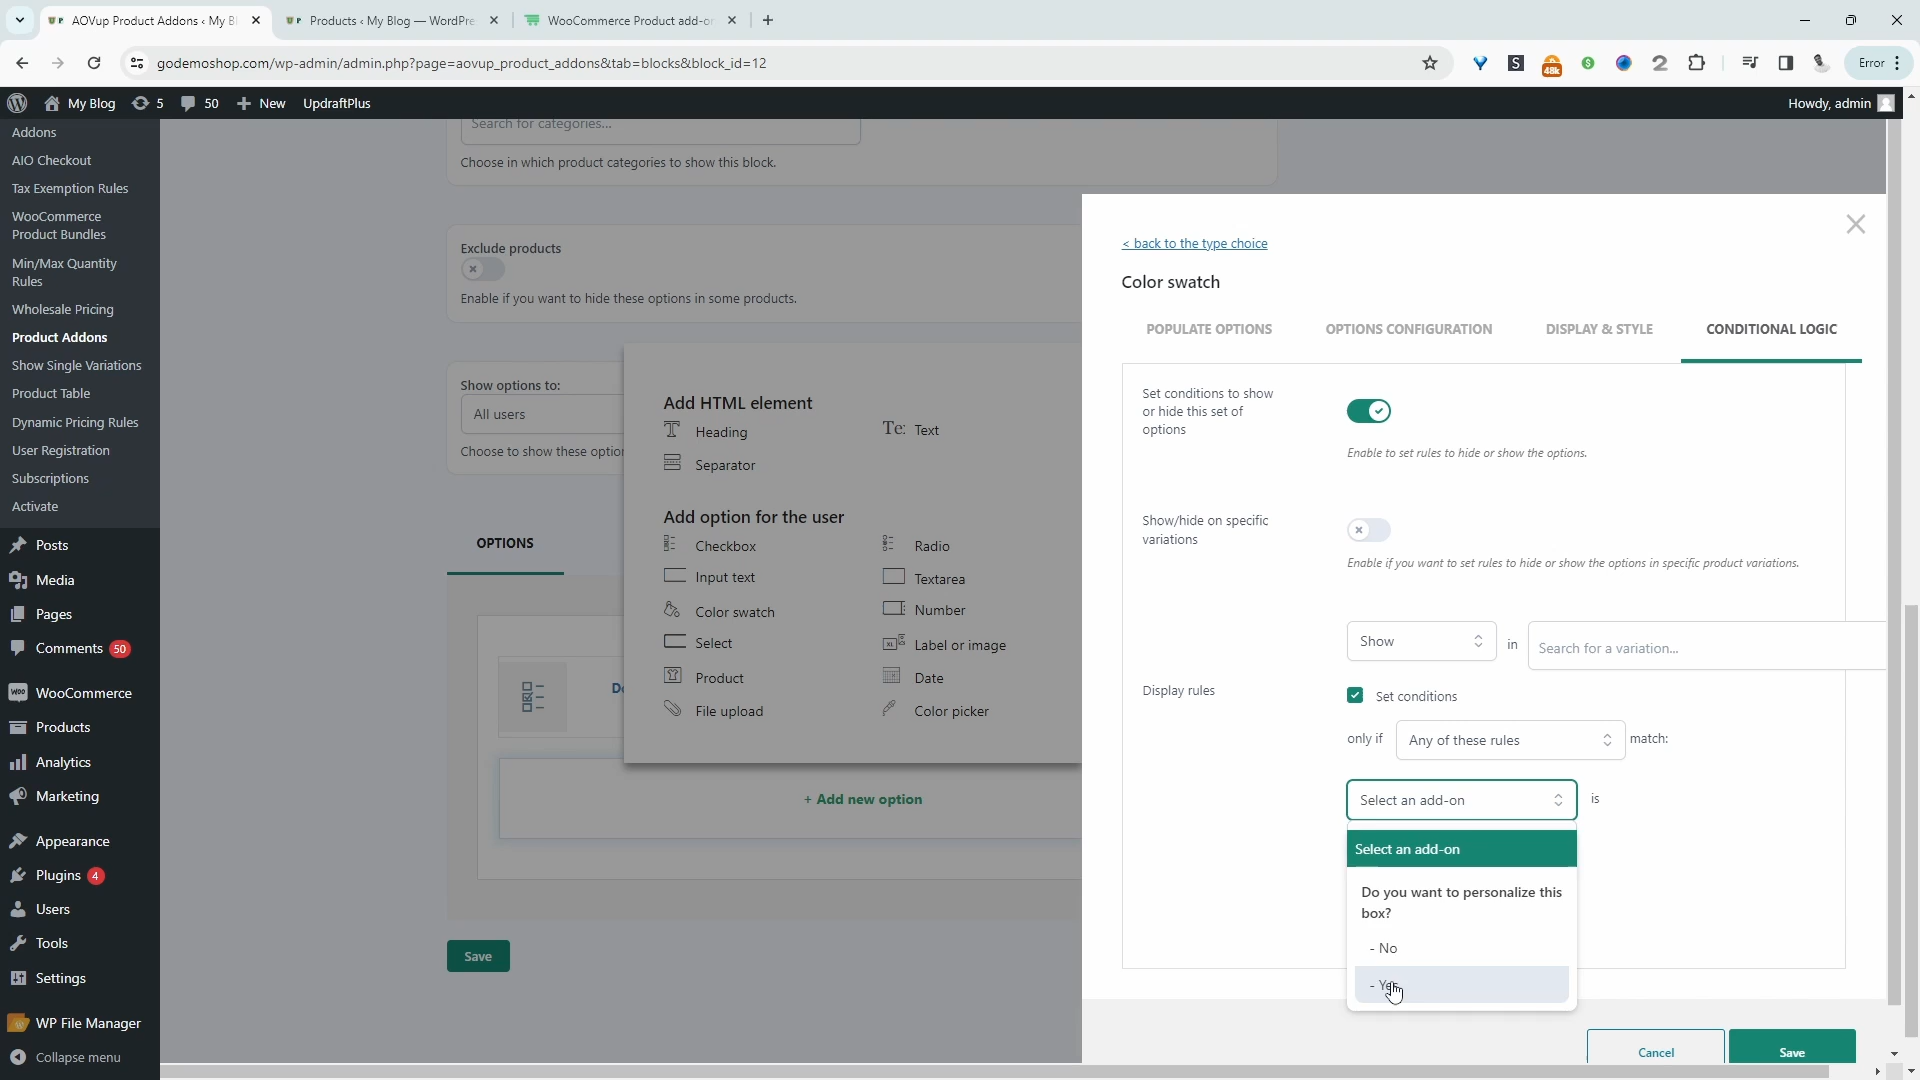 AOVup Product Addons ‹ My B
Products ‹ My Blog — WordPre
WooCommerce Product add-o
godemoshop.com/wp-admin/admin.php?page=aovup_product_addons&tab=blocks&block_id=12
48k
Error
My Blog
5
50
New
UpdraftPlus
Howdy, admin
Addons
AIO Checkout
Tax Exemption Rules
WooCommerce
Product Bundles
Min/Max Quantity
Rules
Wholesale Pricing
Product Addons
Show Single Variations
Product Table
Dynamic Pricing Rules
User Registration
Subscriptions
Activate
Posts
Media
Pages
Comments 50
WooCommerce
Products
Analytics
Marketing
Appearance
Plugins 4
Users
Tools
Settings
WP File Manager
Collapse menu
Search for categories...
Choose in which product categories to show this block.
Exclude products
Enable if you want to hide these options in some products.
Show options to:
All users
Choose to show these option
OPTIONS
Do
+ Add new option
Save
Add HTML element
Heading
Te: Text
Separator
Add option for the user
Checkbox
Radio
Input text
Textarea
Color swatch
Number
Select
Label or image
Product
Date
File upload
Color picker
< back to the type choice
Color swatch
POPULATE OPTIONS
OPTIONS CONFIGURATION
DISPLAY & STYLE
CONDITIONAL LOGIC
Set conditions to show
or hide this set of
options
Enable to set rules to hide or show the options.
Show/hide on specific
variations
Enable if you want to set rules to hide or show the options in specific product variations.
Show
in
Search for a variation...
Display rules
Set conditions
only if
Any of these rules
match:
Select an add-on
is
Select an add-on
Do you want to personalize this
box?
- No
- Yes
Cancel
Save